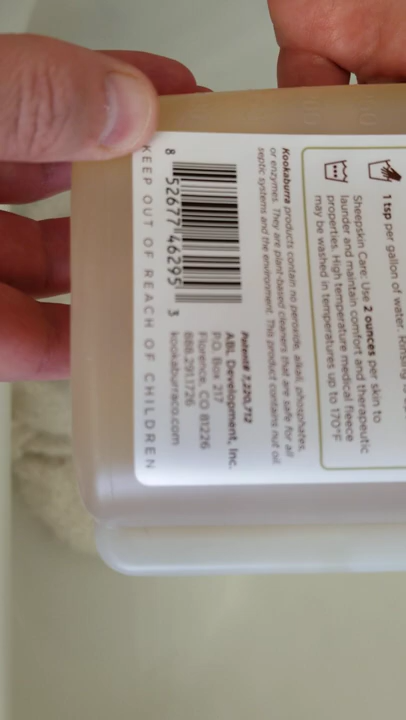 1 tsp per gallon of water. Rinsing
Sheepskin Care: Use 2 ounces per skin to
launder and maintain comfort and therapeutic
properties. High temperature medical fleece
may be washed in temperatures up to 170°F
Kookaburra products contain no peroxide, alkali, phosphates,
or enzymes. They are plant-based cleaners that are safe for all
septic systems and the environment. This product contains nut oil.
8 52677 46295 3
Patent# 7,220,712
ABL Development, Inc.
P.O. Box 217
Florence, CO 81226
888.291.1726
kookaburraco.com
KEEP OUT OF REACH OF CHILDREN